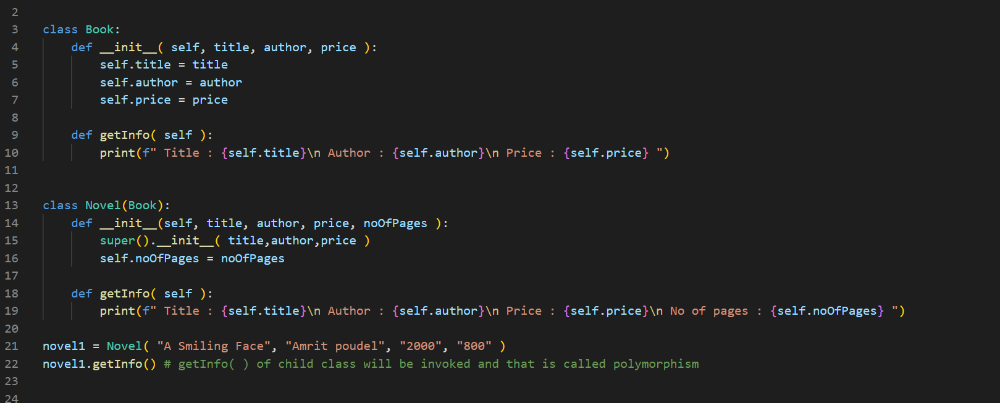 2
3 class Book:
4     def __init__( self, title, author, price ):
5         self.title = title
6         self.author = author
7         self.price = price
8
9     def getInfo( self ):
10         print(f" Title : {self.title}\n Author : {self.author}\n Price : {self.price} ")
11
12
13 class Novel(Book):
14     def __init__(self, title, author, price, noOfPages ):
15         super().__init__( title,author,price )
16         self.noOfPages = noOfPages
17
18     def getInfo( self ):
19         print(f" Title : {self.title}\n Author : {self.author}\n Price : {self.price}\n No of pages : {self.noOfPages} ")
20
21 novel1 = Novel( "A Smiling Face", "Amrit poudel", "2000", "800" )
22 novel1.getInfo() # getInfo( ) of child class will be invoked and that is called polymorphism
23
24